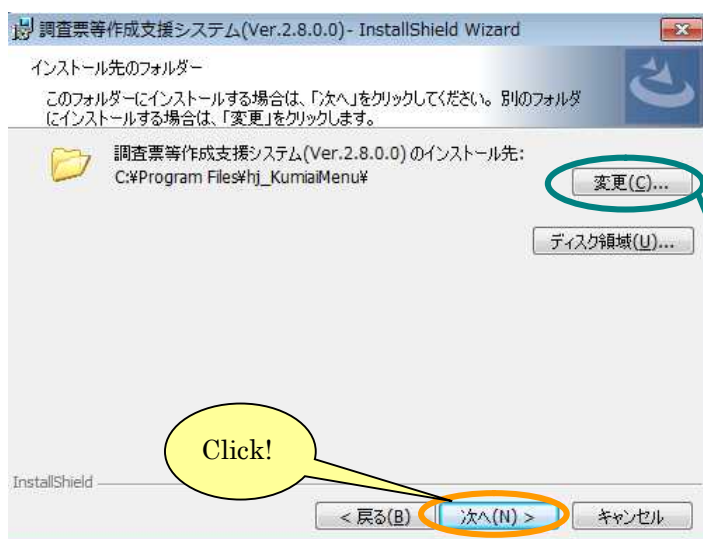 調査票等作成支援システム(Ver.2.8.0.0)- InstallShield Wizard
インストール先のフォルダー
このフォルダーにインストールする場合は、「次へ」をクリックしてください。別のフォルダ
にインストールする場合は、「変更」をクリックします。
調査票等作成支援システム(Ver.2.8.0.0) のインストール先:
C:¥Program Files¥hj_KumiaiMenu¥
変更(C)...
ディスク領域(U)...
Click!
InstallShield
< 戻る(B)
次へ(N) >
キャンセル